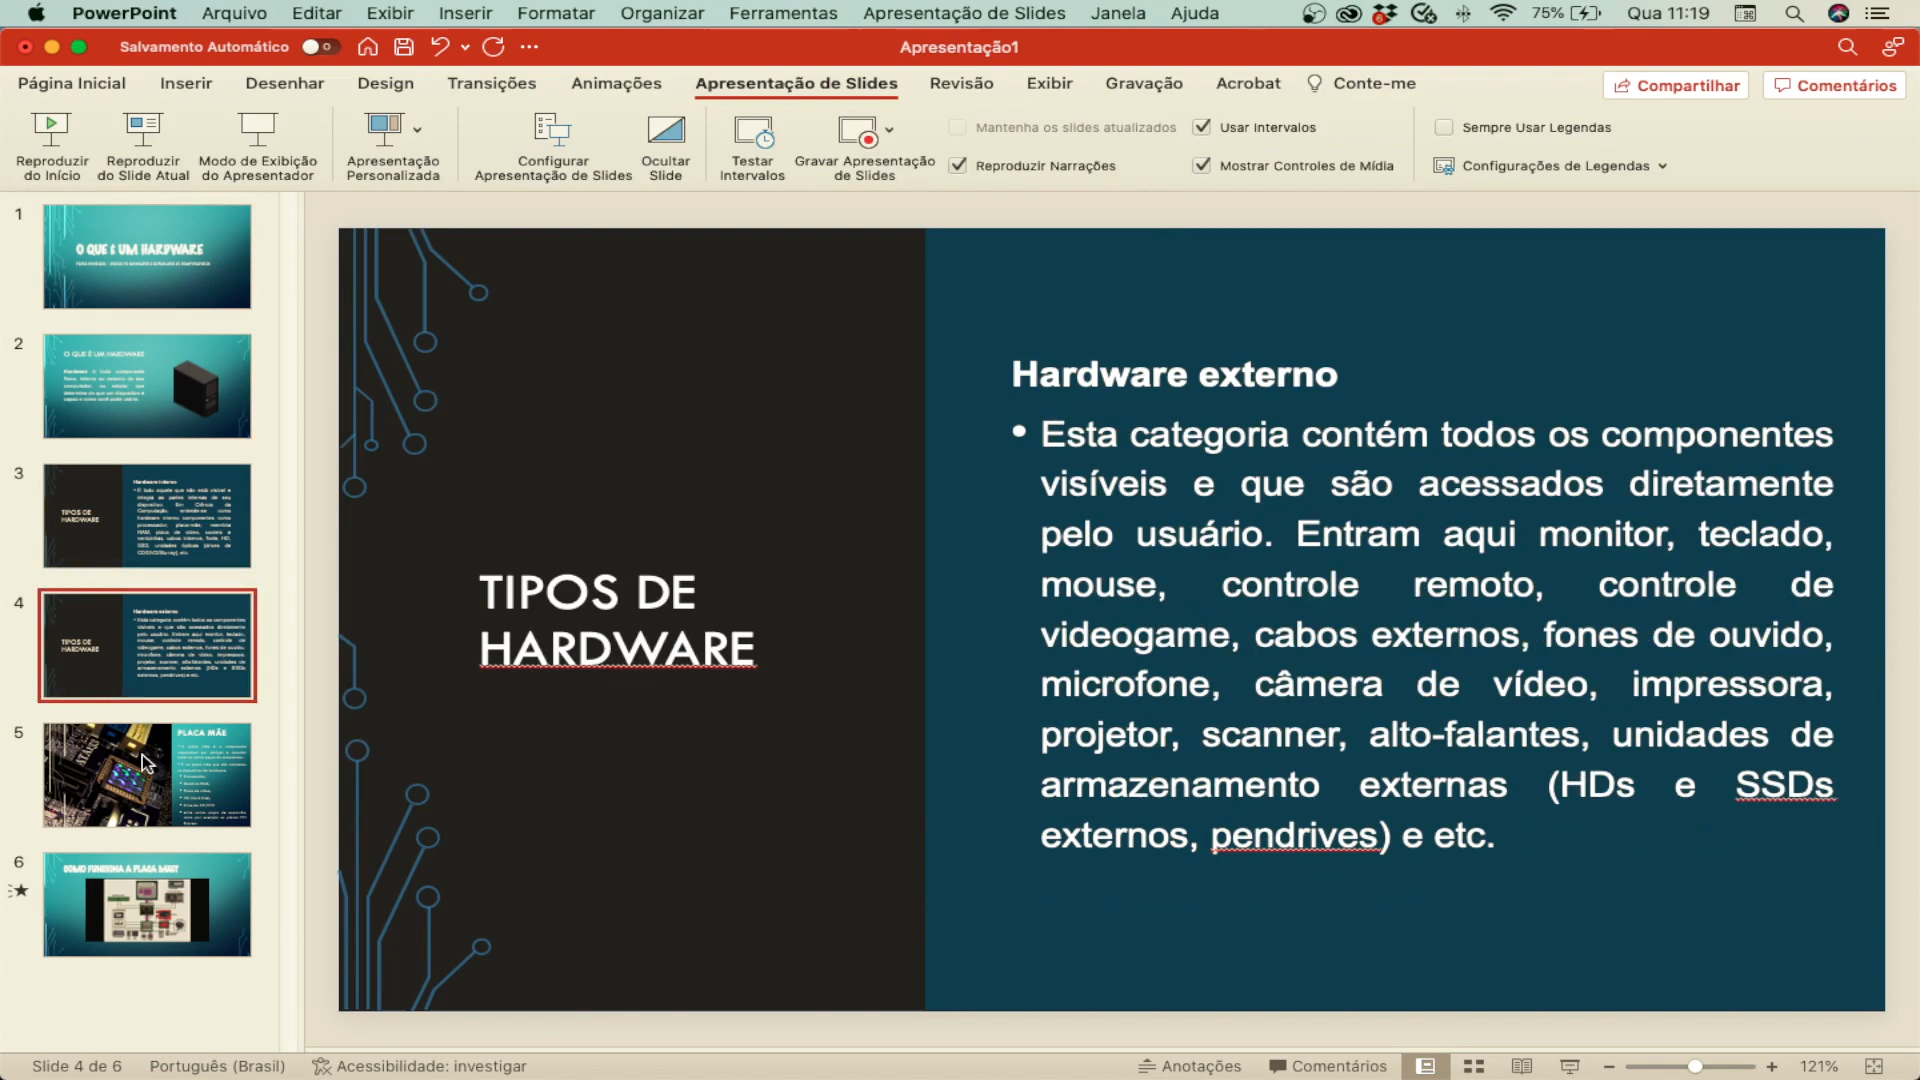 PowerPoint Arquivo Editar Exibir Inserir Formatar Organizar Ferramentas Apresentação de Slides Janela Ajuda 75% Qua 11:19
Salvamento Automático Apresentação1
Página Inicial Inserir Desenhar Design Transições Animações Apresentação de Slides Revisão Exibir Gravação Acrobat Conte-me Compartilhar Comentários
Reproduzir do Início
Reproduzir do Slide Atual
Modo de Exibição do Apresentador
Apresentação Personalizada
Configurar Apresentação de Slides
Ocultar Slide
Testar Intervalos
Gravar Apresentação de Slides
Mantenha os slides atualizados
Reproduzir Narrações
Usar Intervalos
Mostrar Controles de Mídia
Sempre Usar Legendas
Configurações de Legendas
1
O QUE É UM HARDWARE
2
O QUE É UM HARDWARE
3
TIPOS DE
HARDWARE
Hardware Interno
4
TIPOS DE
HARDWARE
Hardware externo
5
PLACA MÃE
6
COMO FUNCIONA A PLACA MÃE?
TIPOS DE
HARDWARE
Hardware externo
• Esta categoria contém todos os componentes
visíveis e que são acessados diretamente
pelo usuário. Entram aqui monitor, teclado,
mouse, controle remoto, controle de
videogame, cabos externos, fones de ouvido,
microfone, câmera de vídeo, impressora,
projetor, scanner, alto-falantes, unidades de
armazenamento externas (HDs e SSDs
externos, pendrives) e etc.
Slide 4 de 6 Português (Brasil) Acessibilidade: investigar Anotações Comentários 121%